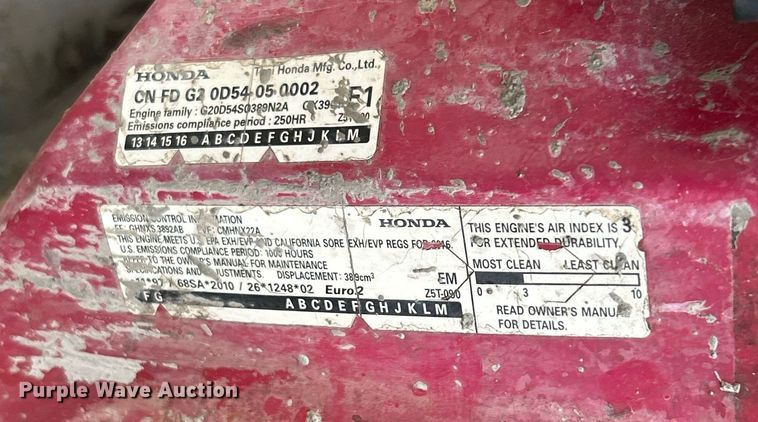 HONDA Thai Honda Mfg. Co.,Ltd.
CN FD G2 0D54 05 0002
Engine family : G20D54S0389N2A
Emissions compliance period : 250HR
F1
13 14 15 16 A B C D E F G H J K L M
EMISSION CONTROL INFORMATION
CMHNX22A
HONDA
THIS ENGINE MEETS U.S. EPA EXH/EVP AND CALIFORNIA SORE EXH/EVP REGS FOR
U.S. EMISSIONS COMPLIANCE PERIOD: 1000 HOURS
TO THE OWNER'S MANUAL FOR MAINTENANCE
SPECIFICATIONS AND ADJUSTMENTS. DISPLACEMENT: 389cm³
EM
/ 68SA*2010 / 26*1248*02 Euro 2
Z5T-090
F G
A B C D E F G H J K L M
THIS ENGINE'S AIR INDEX IS 3
FOR EXTENDED DURABILITY.
MOST CLEAN LEAST CLEAN
0 3 10
READ OWNER'S MANUAL
FOR DETAILS.
Purple Wave Auction